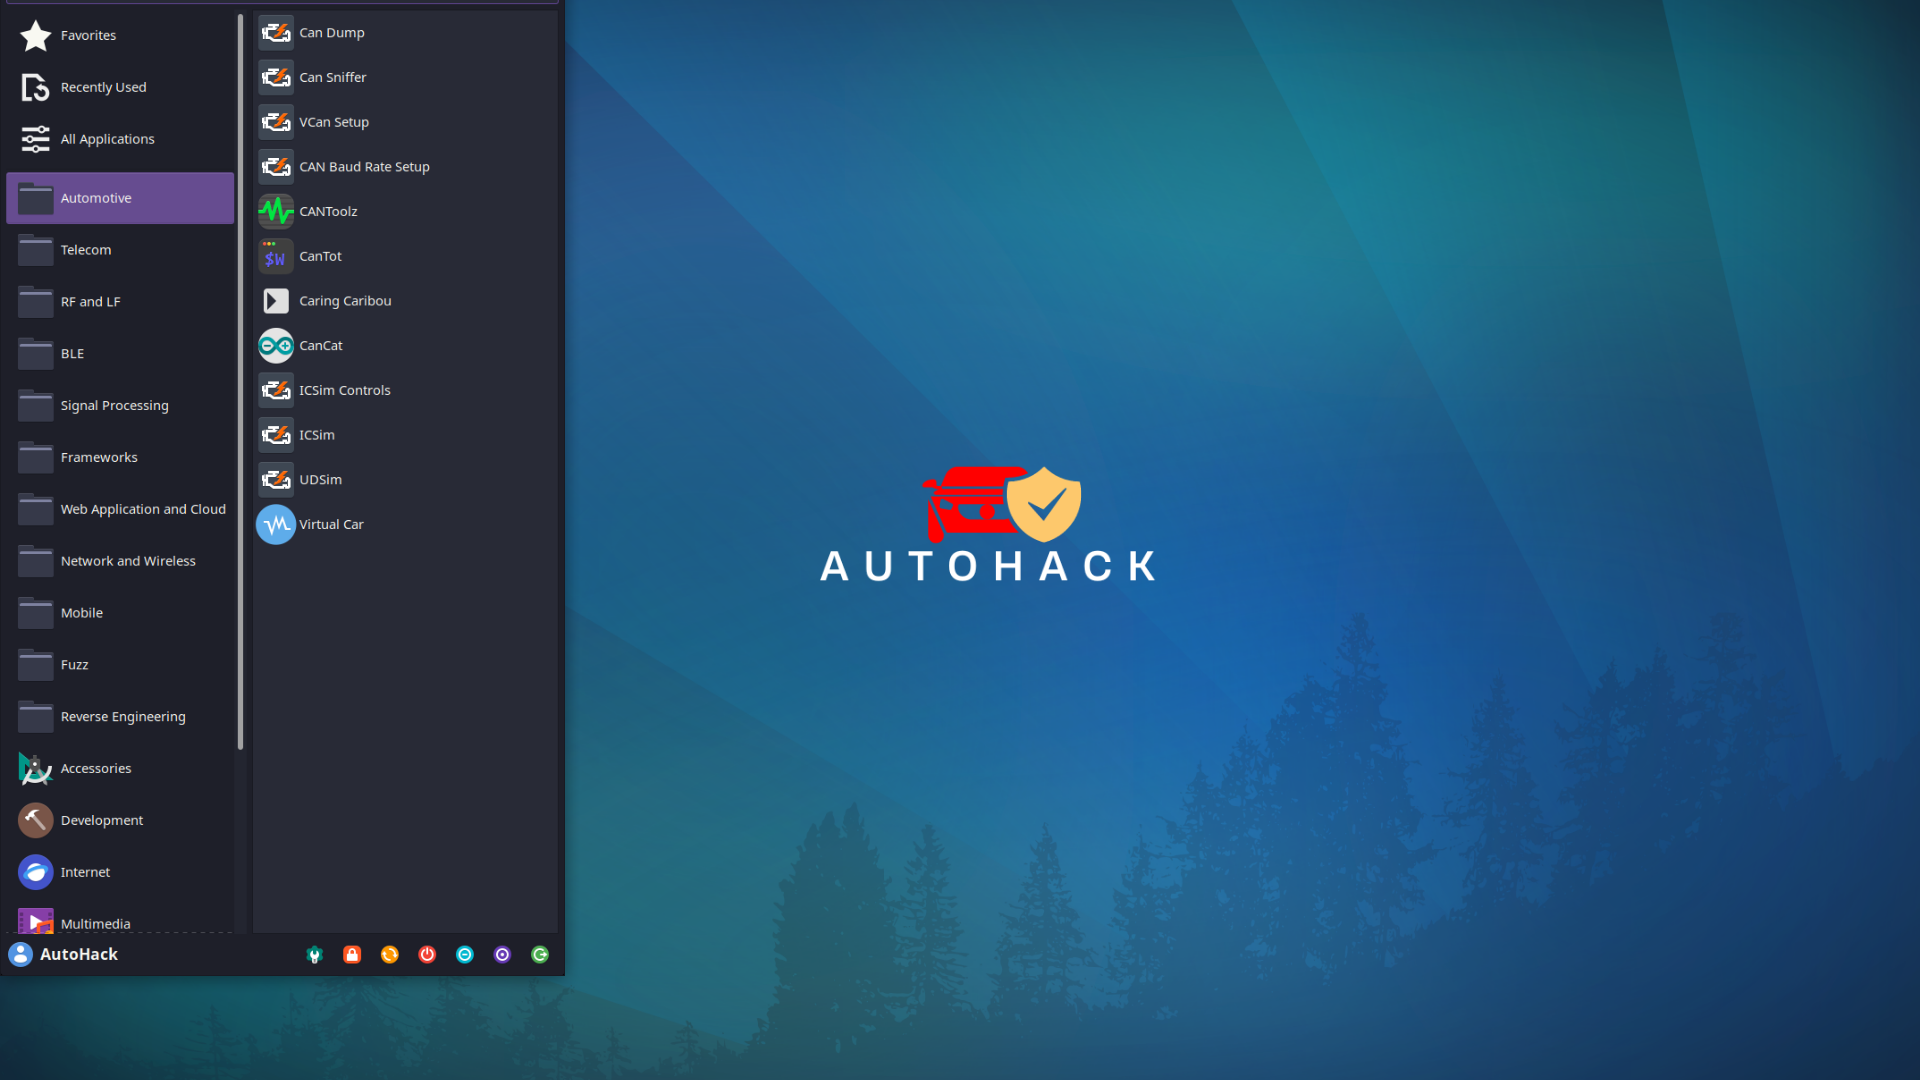 Favorites
Recently Used
All Applications
Automotive
Telecom
RF and LF
BLE
Signal Processing
Frameworks
Web Application and Cloud
Network and Wireless
Mobile
Fuzz
Reverse Engineering
Accessories
Development
Internet
Multimedia
Can Dump
Can Sniffer
VCan Setup
CAN Baud Rate Setup
CANToolz
$W
CanTot
Caring Caribou
CanCat
ICSim Controls
ICSim
UDSim
Virtual Car
AutoHack
AUTOHACK